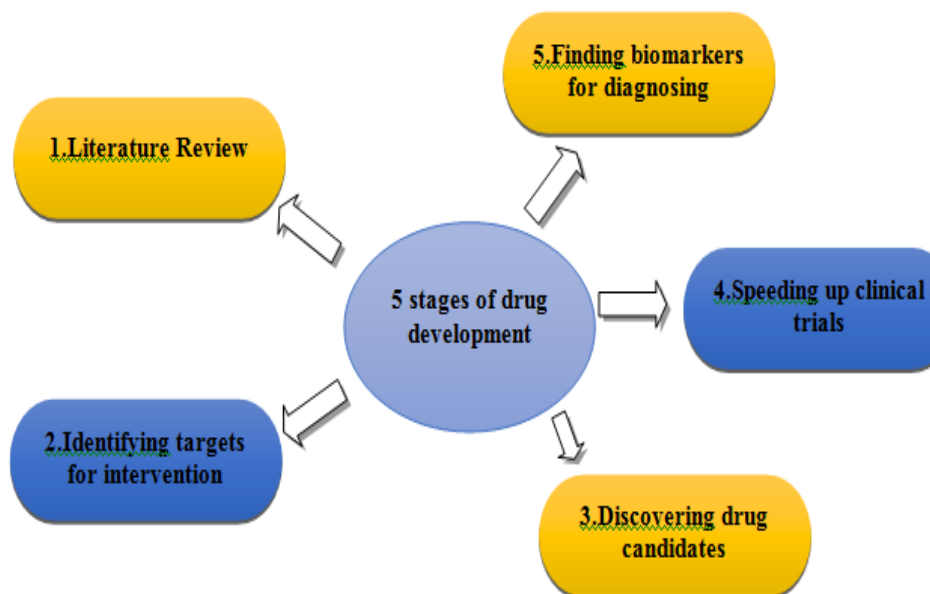 5.Finding biomarkers
for diagnosing
1.Literature Review
5 stages of drug
development
4.Speeding up clinical
trials
2.Identifying targets
for intervention
3.Discovering drug
candidates